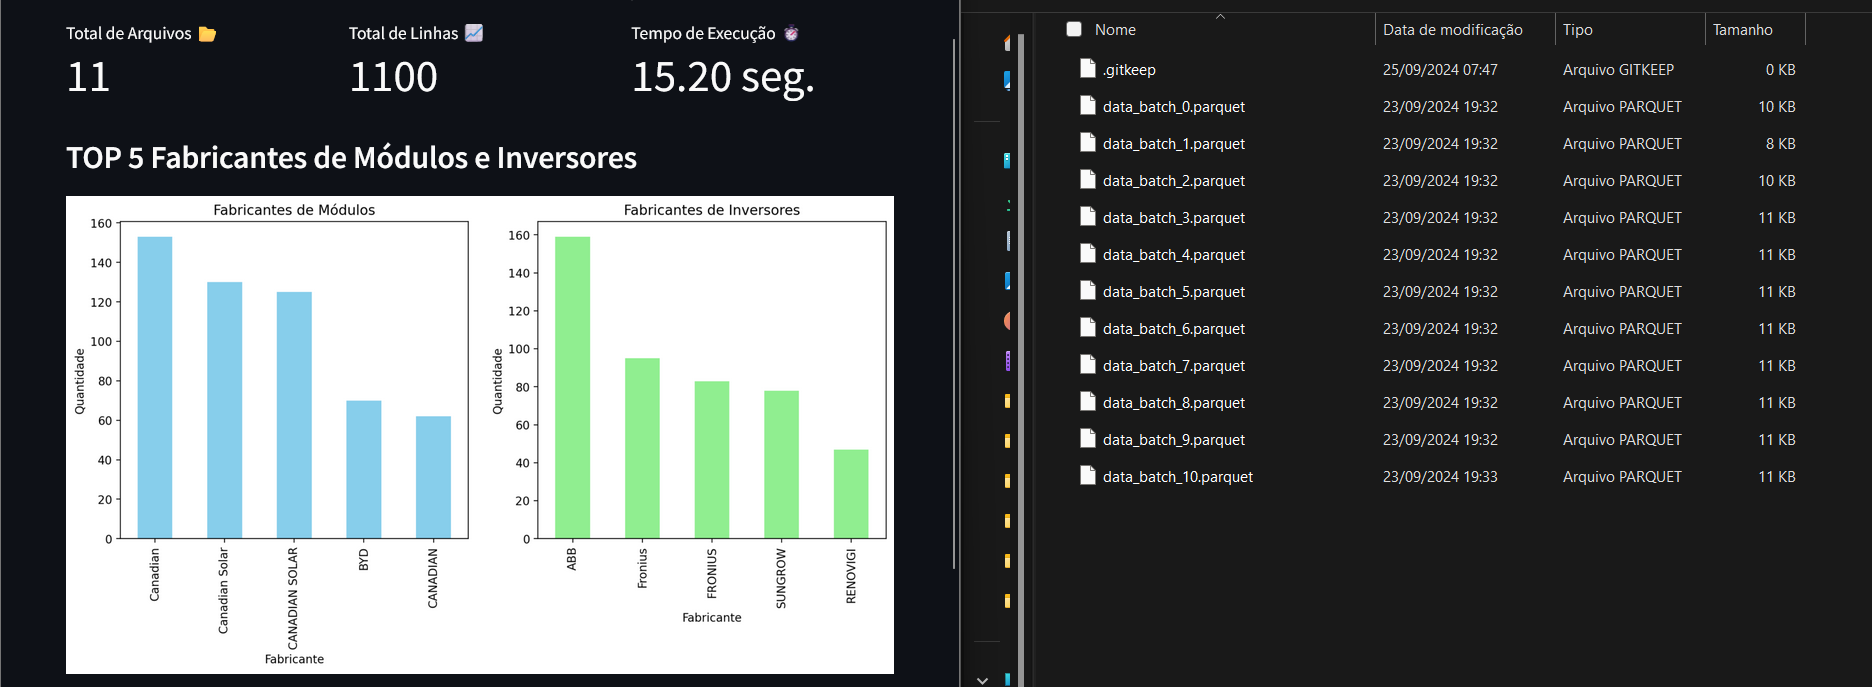 Total de Arquivos 📂
11
Total de Linhas 📈
1100
Tempo de Execução ⏱️
15.20 seg.
TOP 5 Fabricantes de Módulos e Inversores
Fabricantes de Módulos
160
140
120
100
80
60
40
20
0
Quantidade
Canadian
Canadian Solar
CANADIAN SOLAR
BYD
CANADIAN
Fabricante
Fabricantes de Inversores
160
140
120
100
80
60
40
20
0
Quantidade
ABB
Fronius
FRONIUS
SUNGROW
RENOVIGI
Fabricante
Nome Data de modificação Tipo Tamanho
.gitkeep 25/09/2024 07:47 Arquivo GITKEEP 0 KB
data_batch_0.parquet 23/09/2024 19:32 Arquivo PARQUET 10 KB
data_batch_1.parquet 23/09/2024 19:32 Arquivo PARQUET 8 KB
data_batch_2.parquet 23/09/2024 19:32 Arquivo PARQUET 10 KB
data_batch_3.parquet 23/09/2024 19:32 Arquivo PARQUET 11 KB
data_batch_4.parquet 23/09/2024 19:32 Arquivo PARQUET 11 KB
data_batch_5.parquet 23/09/2024 19:32 Arquivo PARQUET 11 KB
data_batch_6.parquet 23/09/2024 19:32 Arquivo PARQUET 11 KB
data_batch_7.parquet 23/09/2024 19:32 Arquivo PARQUET 11 KB
data_batch_8.parquet 23/09/2024 19:32 Arquivo PARQUET 11 KB
data_batch_9.parquet 23/09/2024 19:32 Arquivo PARQUET 11 KB
data_batch_10.parquet 23/09/2024 19:33 Arquivo PARQUET 11 KB